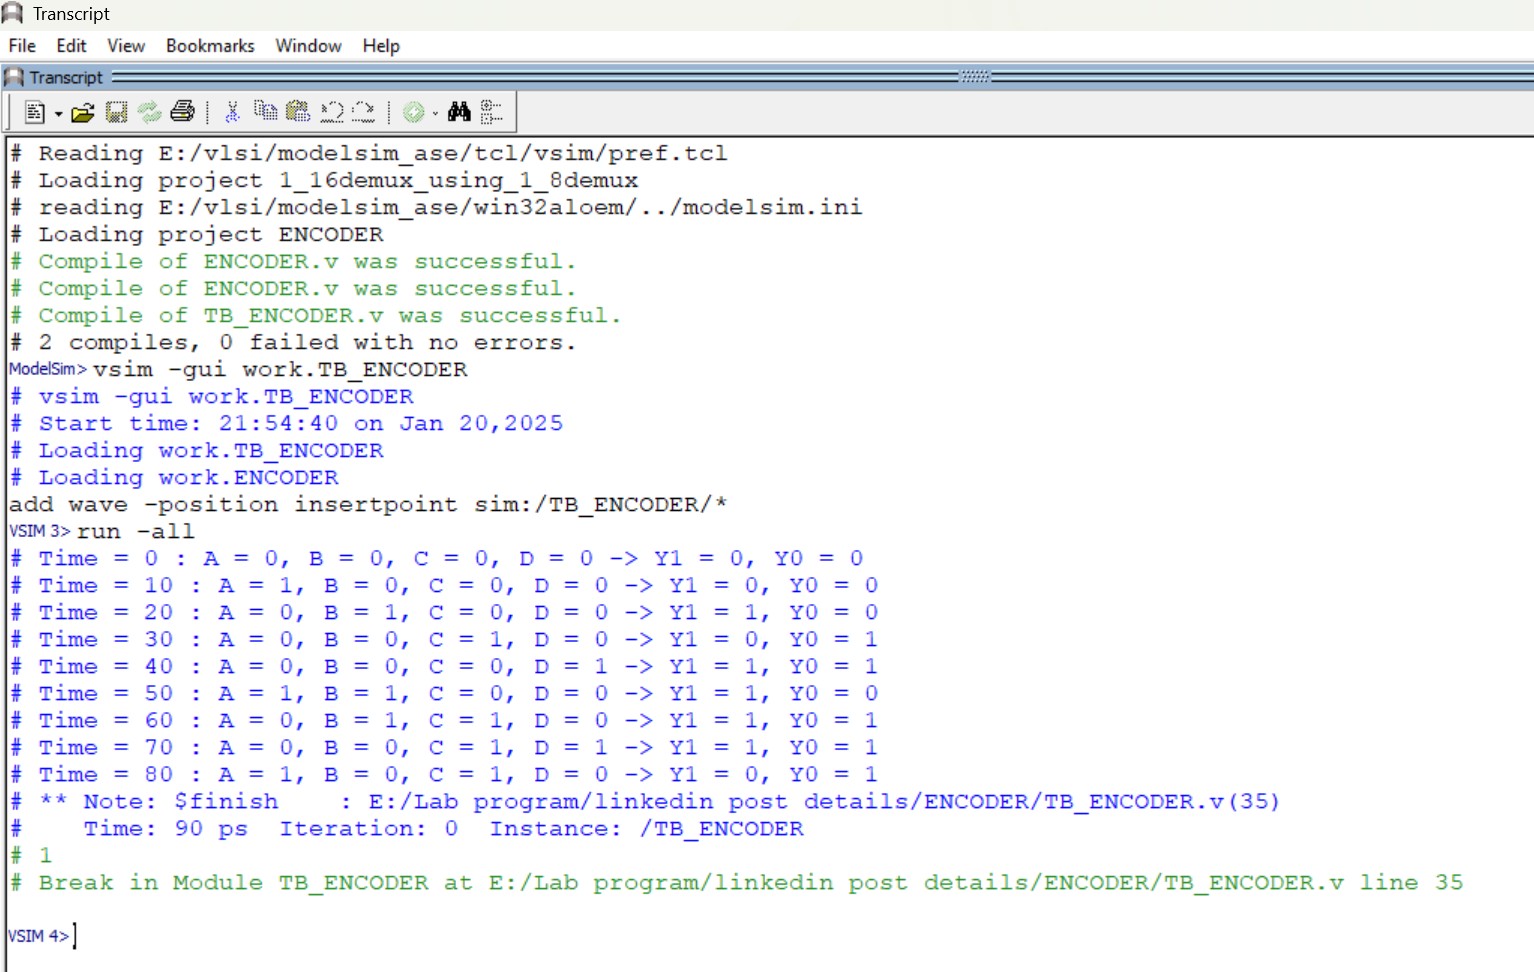 Transcript
File Edit View Bookmarks Window Help
Transcript
# Reading E:/vlsi/modelsim_ase/tcl/vsim/pref.tcl
# Loading project 1_16demux_using_1_8demux
# reading E:/vlsi/modelsim_ase/win32aloem/../modelsim.ini
# Loading project ENCODER
# Compile of ENCODER.v was successful.
# Compile of ENCODER.v was successful.
# Compile of TB_ENCODER.v was successful.
# 2 compiles, 0 failed with no errors.
ModelSim> vsim -gui work.TB_ENCODER
# vsim -gui work.TB_ENCODER
# Start time: 21:54:40 on Jan 20,2025
# Loading work.TB_ENCODER
# Loading work.ENCODER
add wave -position insertpoint sim:/TB_ENCODER/*
VSIM 3> run -all
# Time = 0 : A = 0, B = 0, C = 0, D = 0 -> Y1 = 0, Y0 = 0
# Time = 10 : A = 1, B = 0, C = 0, D = 0 -> Y1 = 0, Y0 = 0
# Time = 20 : A = 0, B = 1, C = 0, D = 0 -> Y1 = 1, Y0 = 0
# Time = 30 : A = 0, B = 0, C = 1, D = 0 -> Y1 = 0, Y0 = 1
# Time = 40 : A = 0, B = 0, C = 0, D = 1 -> Y1 = 1, Y0 = 1
# Time = 50 : A = 1, B = 1, C = 0, D = 0 -> Y1 = 1, Y0 = 0
# Time = 60 : A = 0, B = 1, C = 1, D = 0 -> Y1 = 1, Y0 = 1
# Time = 70 : A = 0, B = 0, C = 1, D = 1 -> Y1 = 1, Y0 = 1
# Time = 80 : A = 1, B = 0, C = 1, D = 0 -> Y1 = 0, Y0 = 1
# ** Note: $finish    : E:/Lab program/linkedin post details/ENCODER/TB_ENCODER.v(35)
#    Time: 90 ps  Iteration: 0  Instance: /TB_ENCODER
# 1
# Break in Module TB_ENCODER at E:/Lab program/linkedin post details/ENCODER/TB_ENCODER.v line 35
VSIM 4>